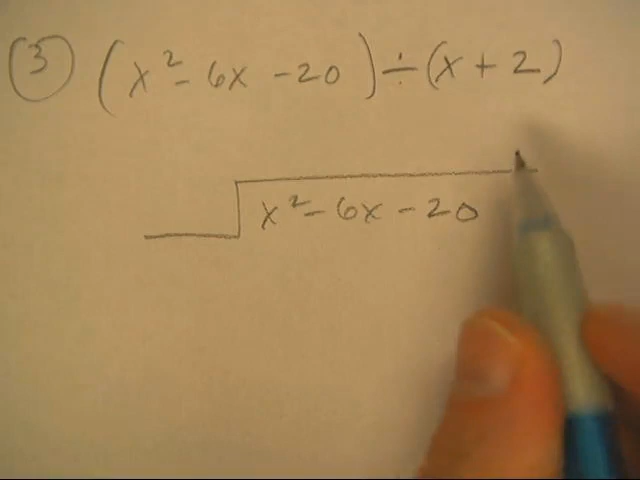 ③ (x² - 6x - 20) ÷ (x + 2)
x² - 6x - 20